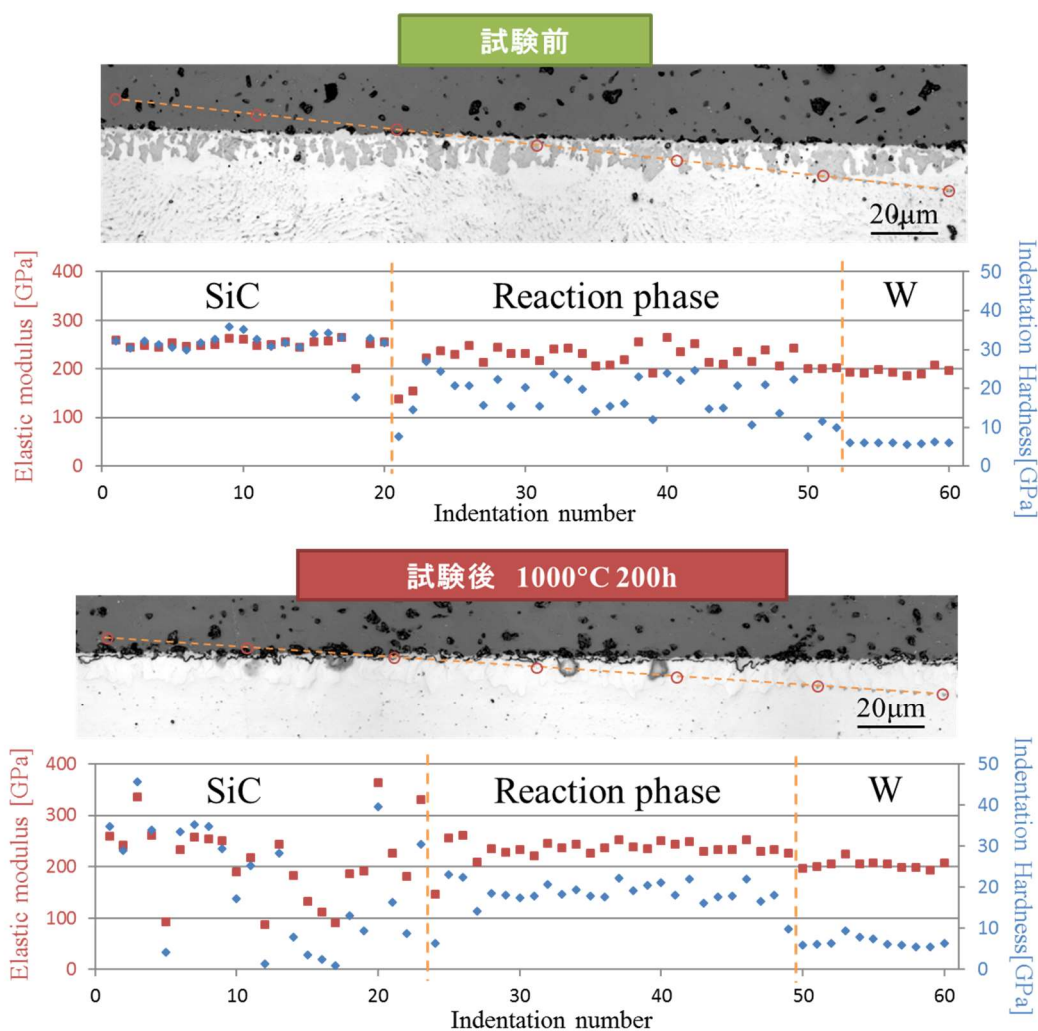 試験前
20μm
Elastic modulus [GPa]
400
300
200
100
0
SiC
Reaction phase
W
50
40
30
20
10
0
Indentation Hardness[GPa]
0 10 20 30 40 50 60
Indentation number
試験後 1000°C 200h
20μm
Elastic modulus [GPa]
400
300
200
100
0
SiC
Reaction phase
W
50
40
30
20
10
0
Indentation Hardness[GPa]
0 10 20 30 40 50 60
Indentation number